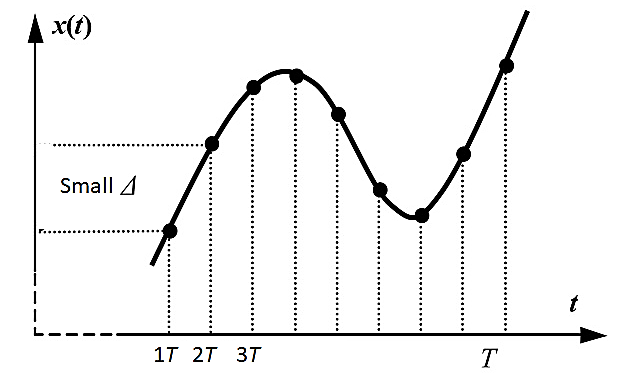 x(t)
Small Δ
t
1T 2T 3T T